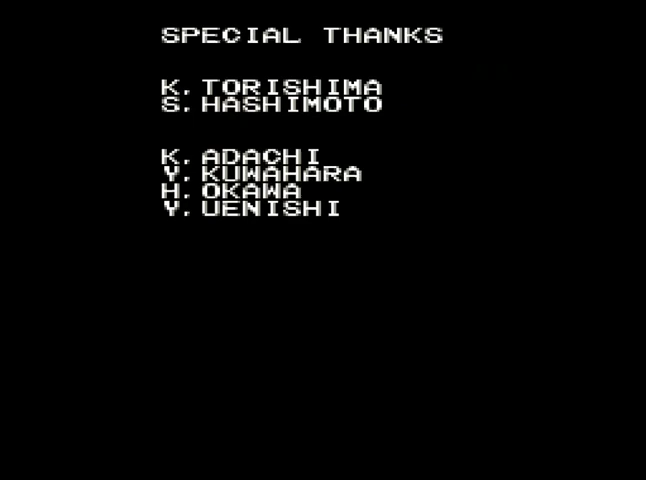 SPECIAL THANKS
K. TORISHIMA
S. HASHIMOTO
K. ADACHI
Y. KUWAHARA
H. OKAWA
Y. UENISHI